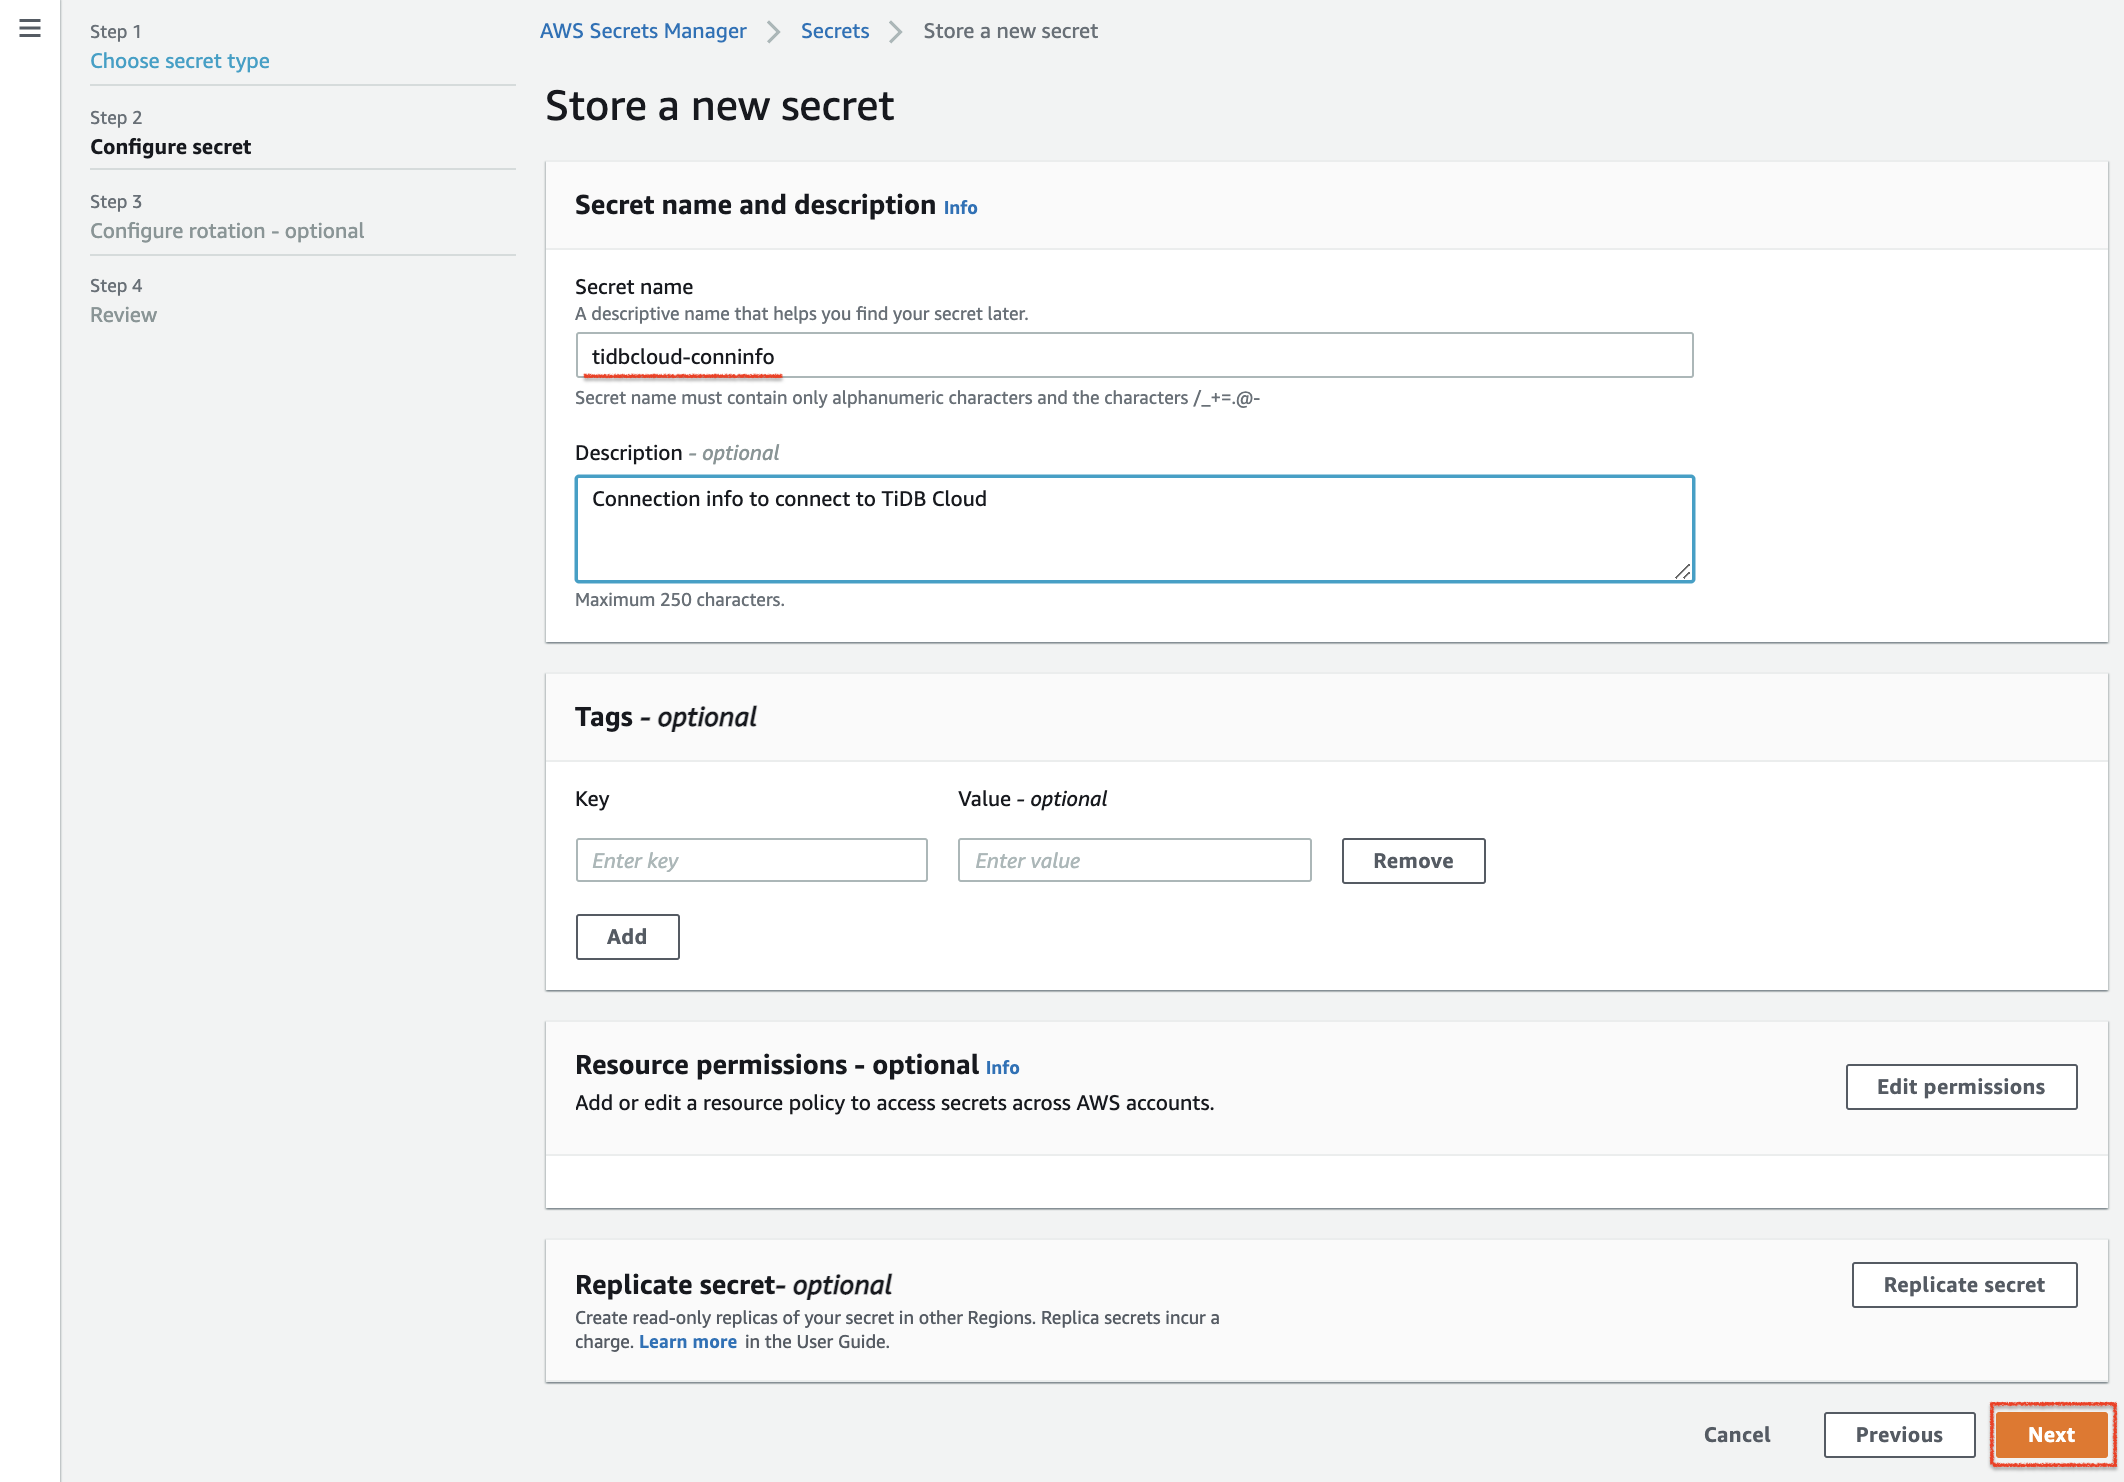 Step 1
Choose secret type
Step 2
Configure secret
Step 3
Configure rotation - optional
Step 4
Review
AWS Secrets Manager > Secrets > Store a new secret
Store a new secret
Secret name and description Info
Secret name
A descriptive name that helps you find your secret later.
tidbcloud-conninfo
Secret name must contain only alphanumeric characters and the characters /_+=.@-
Description - optional
Connection info to connect to TiDB Cloud
Maximum 250 characters.
Tags - optional
Key
Value - optional
Enter key
Enter value
Remove
Add
Resource permissions - optional Info
Add or edit a resource policy to access secrets across AWS accounts.
Edit permissions
Replicate secret- optional
Create read-only replicas of your secret in other Regions. Replica secrets incur a
charge. Learn more in the User Guide.
Replicate secret
Cancel
Previous
Next